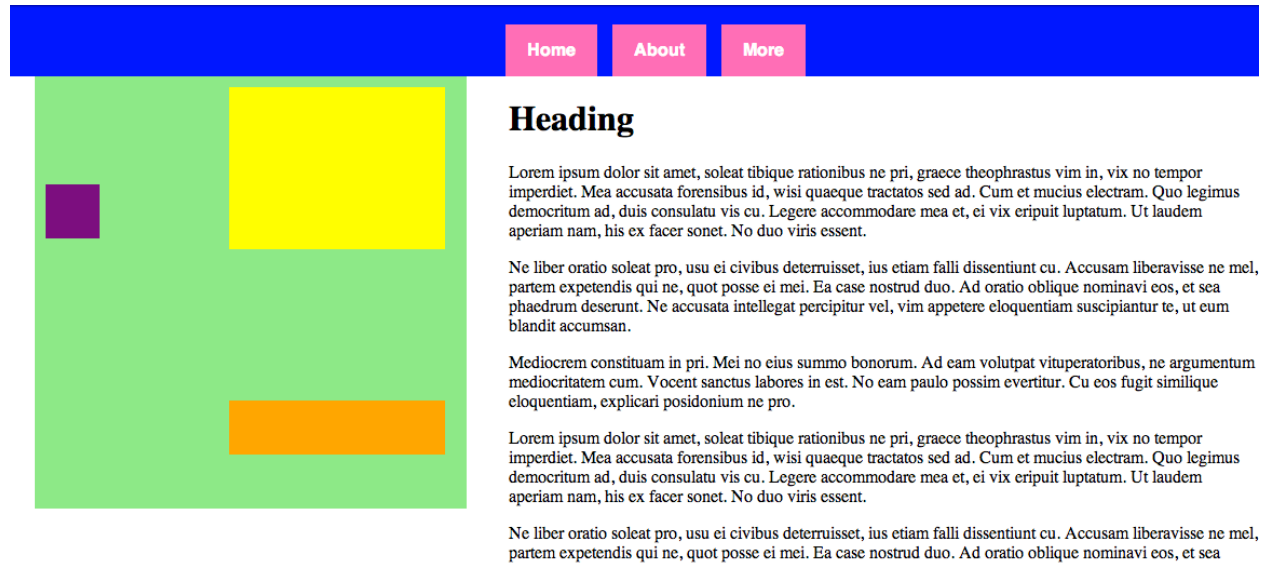 Home About More
Heading
Lorem ipsum dolor sit amet, soleat tibique rationibus ne pri, graece theophrastus vim in, vix no tempor
imperdiet. Mea accusata forensibus id, wisi quaeque tractatos sed ad. Cum et mucius electram. Quo legimus
democritum ad, duis consulatu vis cu. Legere accommodare mea et, ei vix eripuit luptatum. Ut laudem
aperiam nam, his ex facer sonet. No duo viris essent.
Ne liber oratio soleat pro, usu ei civibus deterruisset, ius etiam falli dissentiunt cu. Accusam liberavisse ne mel,
partem expetendis qui ne, quot posse ei mei. Ea case nostrud duo. Ad oratio oblique nominavi eos, et sea
phaedrum deserunt. Ne accusata intellegat percipitur vel, vim appetere eloquentiam suscipiantur te, ut eum
blandit accumsan.
Mediocrem constituam in pri. Mei no eius summo bonorum. Ad eam volutpat vituperatoribus, ne argumentum
mediocritatem cum. Vocent sanctus labores in est. No eam paulo possim evertitur. Cu eos fugit similique
eloquentiam, explicari posidonium ne pro.
Lorem ipsum dolor sit amet, soleat tibique rationibus ne pri, graece theophrastus vim in, vix no tempor
imperdiet. Mea accusata forensibus id, wisi quaeque tractatos sed ad. Cum et mucius electram. Quo legimus
democritum ad, duis consulatu vis cu. Legere accommodare mea et, ei vix eripuit luptatum. Ut laudem
aperiam nam, his ex facer sonet. No duo viris essent.
Ne liber oratio soleat pro, usu ei civibus deterruisset, ius etiam falli dissentiunt cu. Accusam liberavisse ne mel,
partem expetendis qui ne, quot posse ei mei. Ea case nostrud duo. Ad oratio oblique nominavi eos, et sea